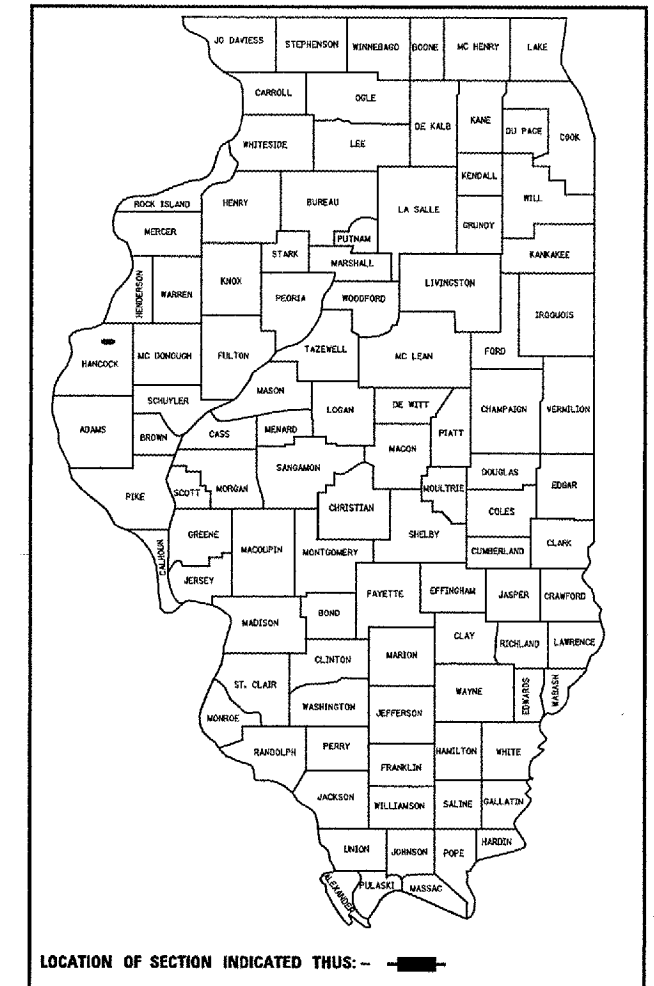 JO DAVIESS STEPHENSON WINNEBAGO BOONE MC HENRY LAKE
CARROLL OGLE DE KALB KANE DU PAGE COOK
WHITESIDE LEE
KENDALL WILL
ROCK ISLAND HENRY BUREAU LA SALLE GRUNDY
MERCER PUTNAM
STARK MARSHALL KANKAKEE
HENDERSON WARREN KNOX PEORIA WOODFORD LIVINGSTON
IROQUOIS
HANCOCK MC DONOUGH FULTON TAZEWELL MC LEAN FORD
MASON
SCHUYLER LOGAN DE WITT CHAMPAIGN VERMILION
ADAMS BROWN CASS MENARD MACON PIATT
SANGAMON DOUGLAS EDGAR
PIKE SCOTT MORGAN CHRISTIAN MOULTRIE COLES
GREENE MACOUPIN MONTGOMERY SHELBY CUMBERLAND CLARK
CALHOUN JERSEY
FAYETTE EFFINGHAM JASPER CRAWFORD
MADISON BOND
CLAY RICHLAND LAWRENCE
CLINTON MARION
ST. CLAIR WAYNE EDWARDS WABASH
WASHINGTON JEFFERSON
MONROE
RANDOLPH PERRY HAMILTON WHITE
FRANKLIN
JACKSON WILLIAMSON SALINE GALLATIN
UNION JOHNSON POPE HARDIN
ALEXANDER PULASKI MASSAC
LOCATION OF SECTION INDICATED THUS: -